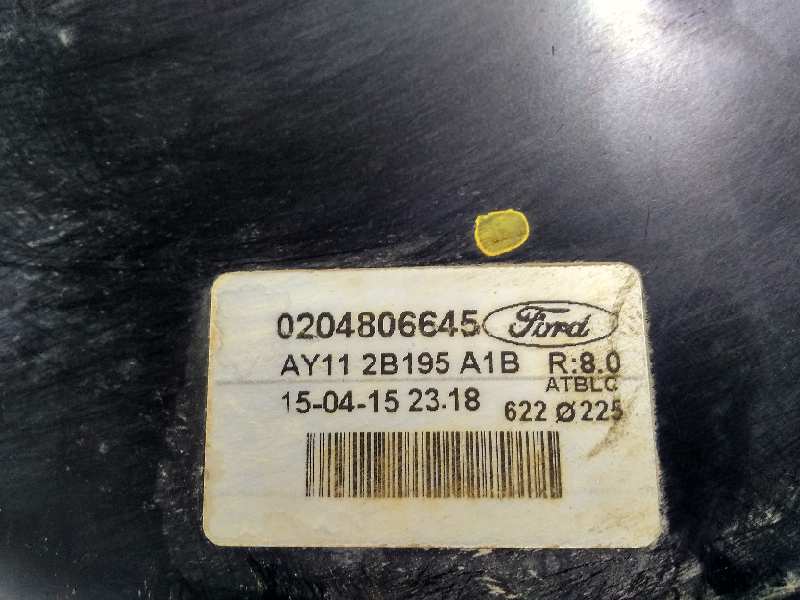 0204806645 Ford
AY11 2B195 A1B R:8.0
ATBLC
15-04-15 23.18 622 Ø 225